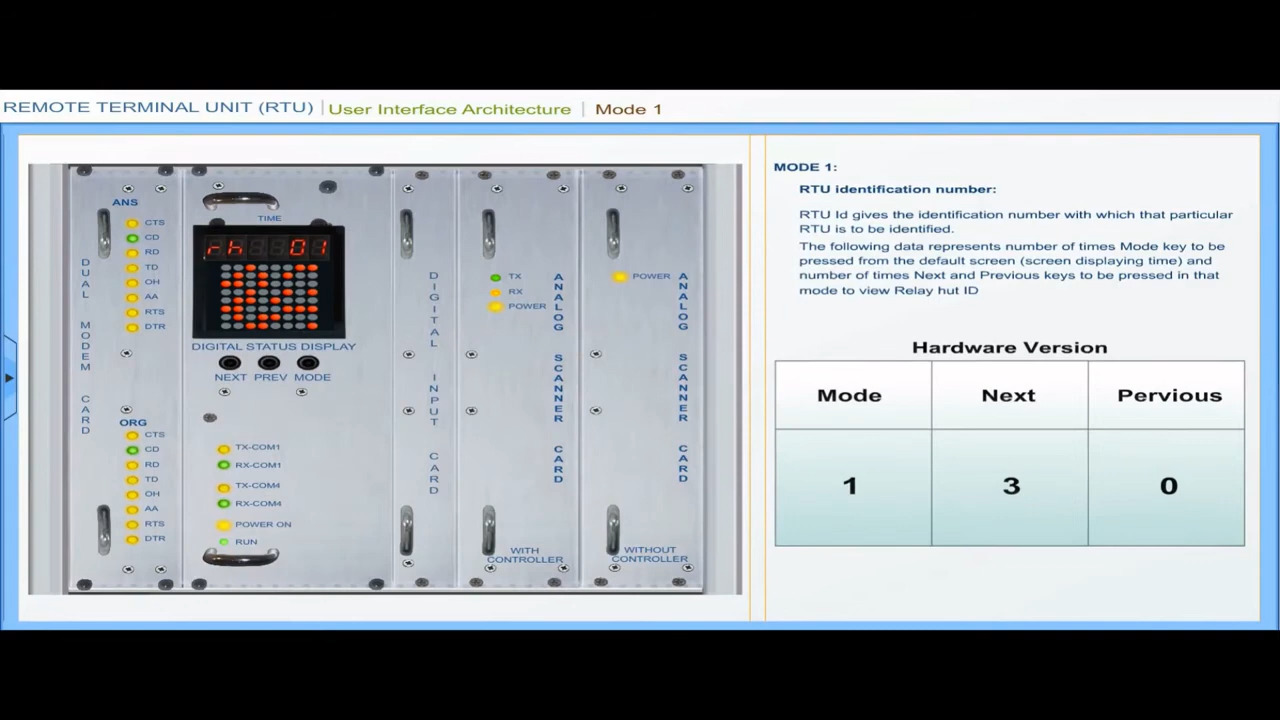 REMOTE TERMINAL UNIT (RTU) | User Interface Architecture | Mode 1
ANS
CTS
CD
RD
TD
OH
AA
RTS
DTR
DUAL MODEM CARD
ORG
CTS
CD
RD
TD
OH
AA
RTS
DTR
TIME
rh 01
DIGITAL STATUS DISPLAY
NEXT PREV MODE
TX-COM1
RX-COM1
TX-COM4
RX-COM4
POWER ON
RUN
DIGITAL INPUT CARD
TX
RX
POWER
ANALOG SCANNER CARD
WITH
CONTROLLER
POWER
ANALOG SCANNER CARD
WITHOUT
CONTROLLER
MODE 1:
RTU identification number:
RTU Id gives the identification number with which that particular
RTU is to be identified.
The following data represents number of times Mode key to be
pressed from the default screen (screen displaying time) and
number of times Next and Previous keys to be pressed in that
mode to view Relay hut ID
Hardware Version
Mode Next Pervious
1 3 0